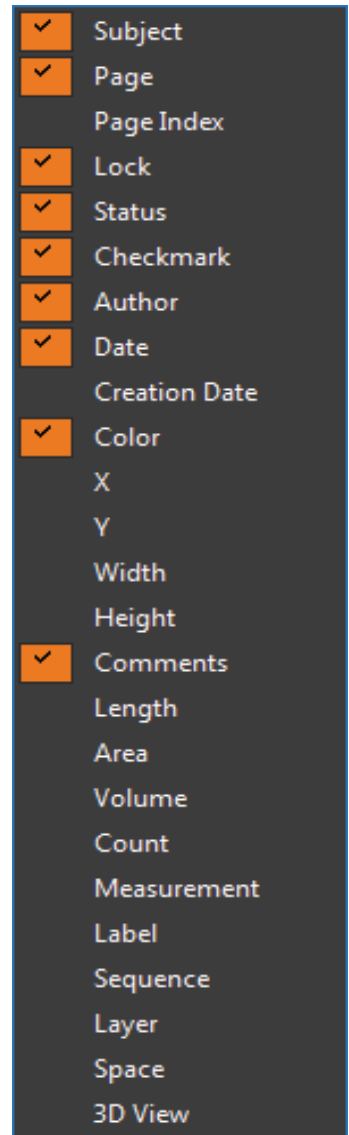 Subject
Page
Page Index
Lock
Status
Checkmark
Author
Date
Creation Date
Color
X
Y
Width
Height
Comments
Length
Area
Volume
Count
Measurement
Label
Sequence
Layer
Space
3D View